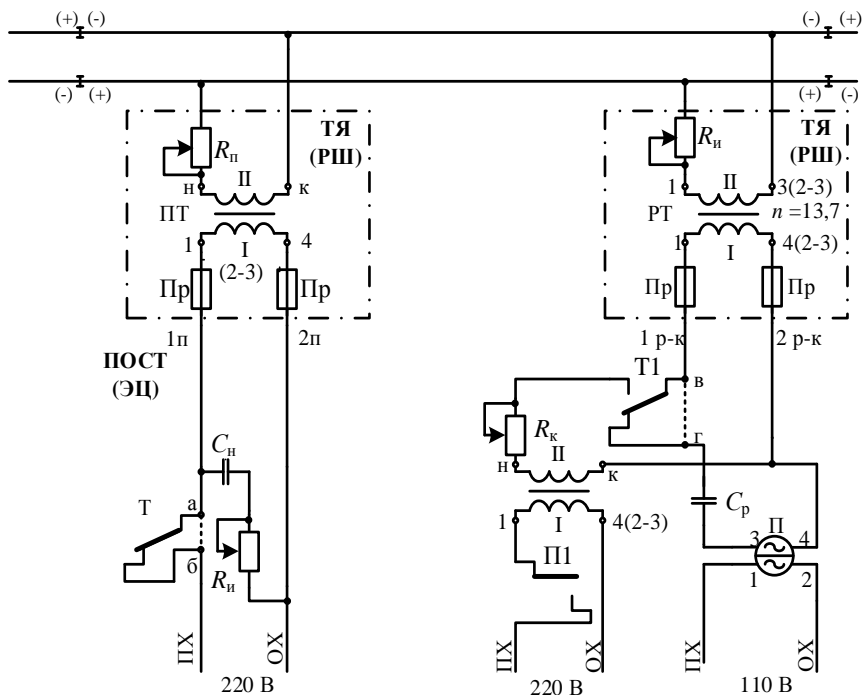 (+) (-) (-) (+)
(-) (+) (+) (-)
ТЯ
(РШ)
Rп
II
н к
ПТ
1 I 4
(2-3)
Пр Пр
1п 2п
ПОСТ
(ЭЦ)
Cн
а
Т
б
Rи
ПХ ОХ
220 В
ТЯ
(РШ)
Rи
1 II 3(2-3)
РТ n =13,7
1 I 4(2-3)
Пр Пр
1 р-к 2 р-к
Т1
в
г
Rк
II
н к
1 I 4(2-3)
П1
Cр
П
3 4
1 2
ПХ ОХ ПХ ОХ
220 В 110 В